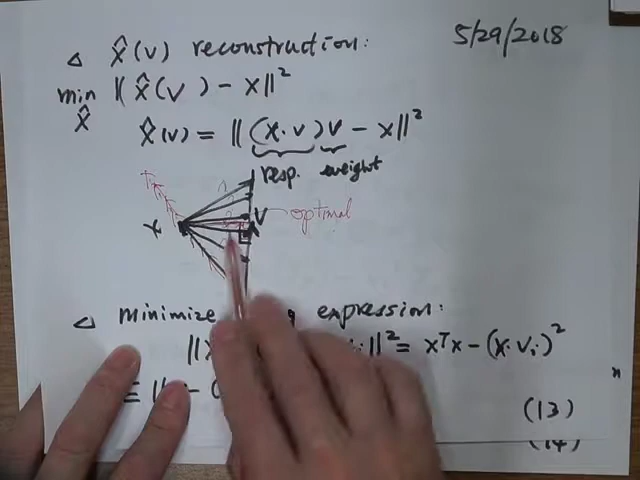 5/29/2018
△ X̂(v) reconstruction:
min ‖X̂(v) - x‖²
X̂
X̂(v) = ‖(x·v)v - x‖²
resp. weight
x
v optimal
△ minimize expression:
‖² = xᵀx - (x·vᵢ)²
= ‖
(13)
(14)